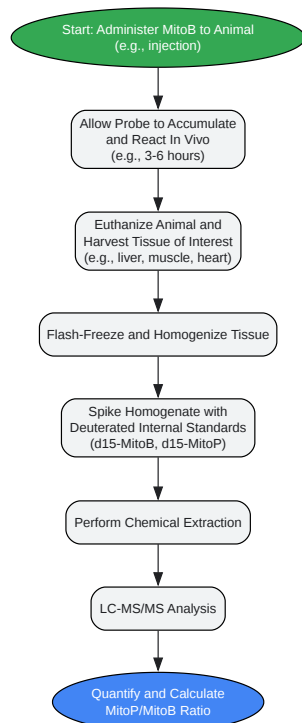 Start: Administer MitoB to Animal
(e.g., injection)
Allow Probe to Accumulate
and React In Vivo
(e.g., 3-6 hours)
Euthanize Animal and
Harvest Tissue of Interest
(e.g., liver, muscle, heart)
Flash-Freeze and Homogenize Tissue
Spike Homogenate with
Deuterated Internal Standards
(d15-MitoB, d15-MitoP)
Perform Chemical Extraction
LC-MS/MS Analysis
Quantify and Calculate
MitoP/MitoB Ratio